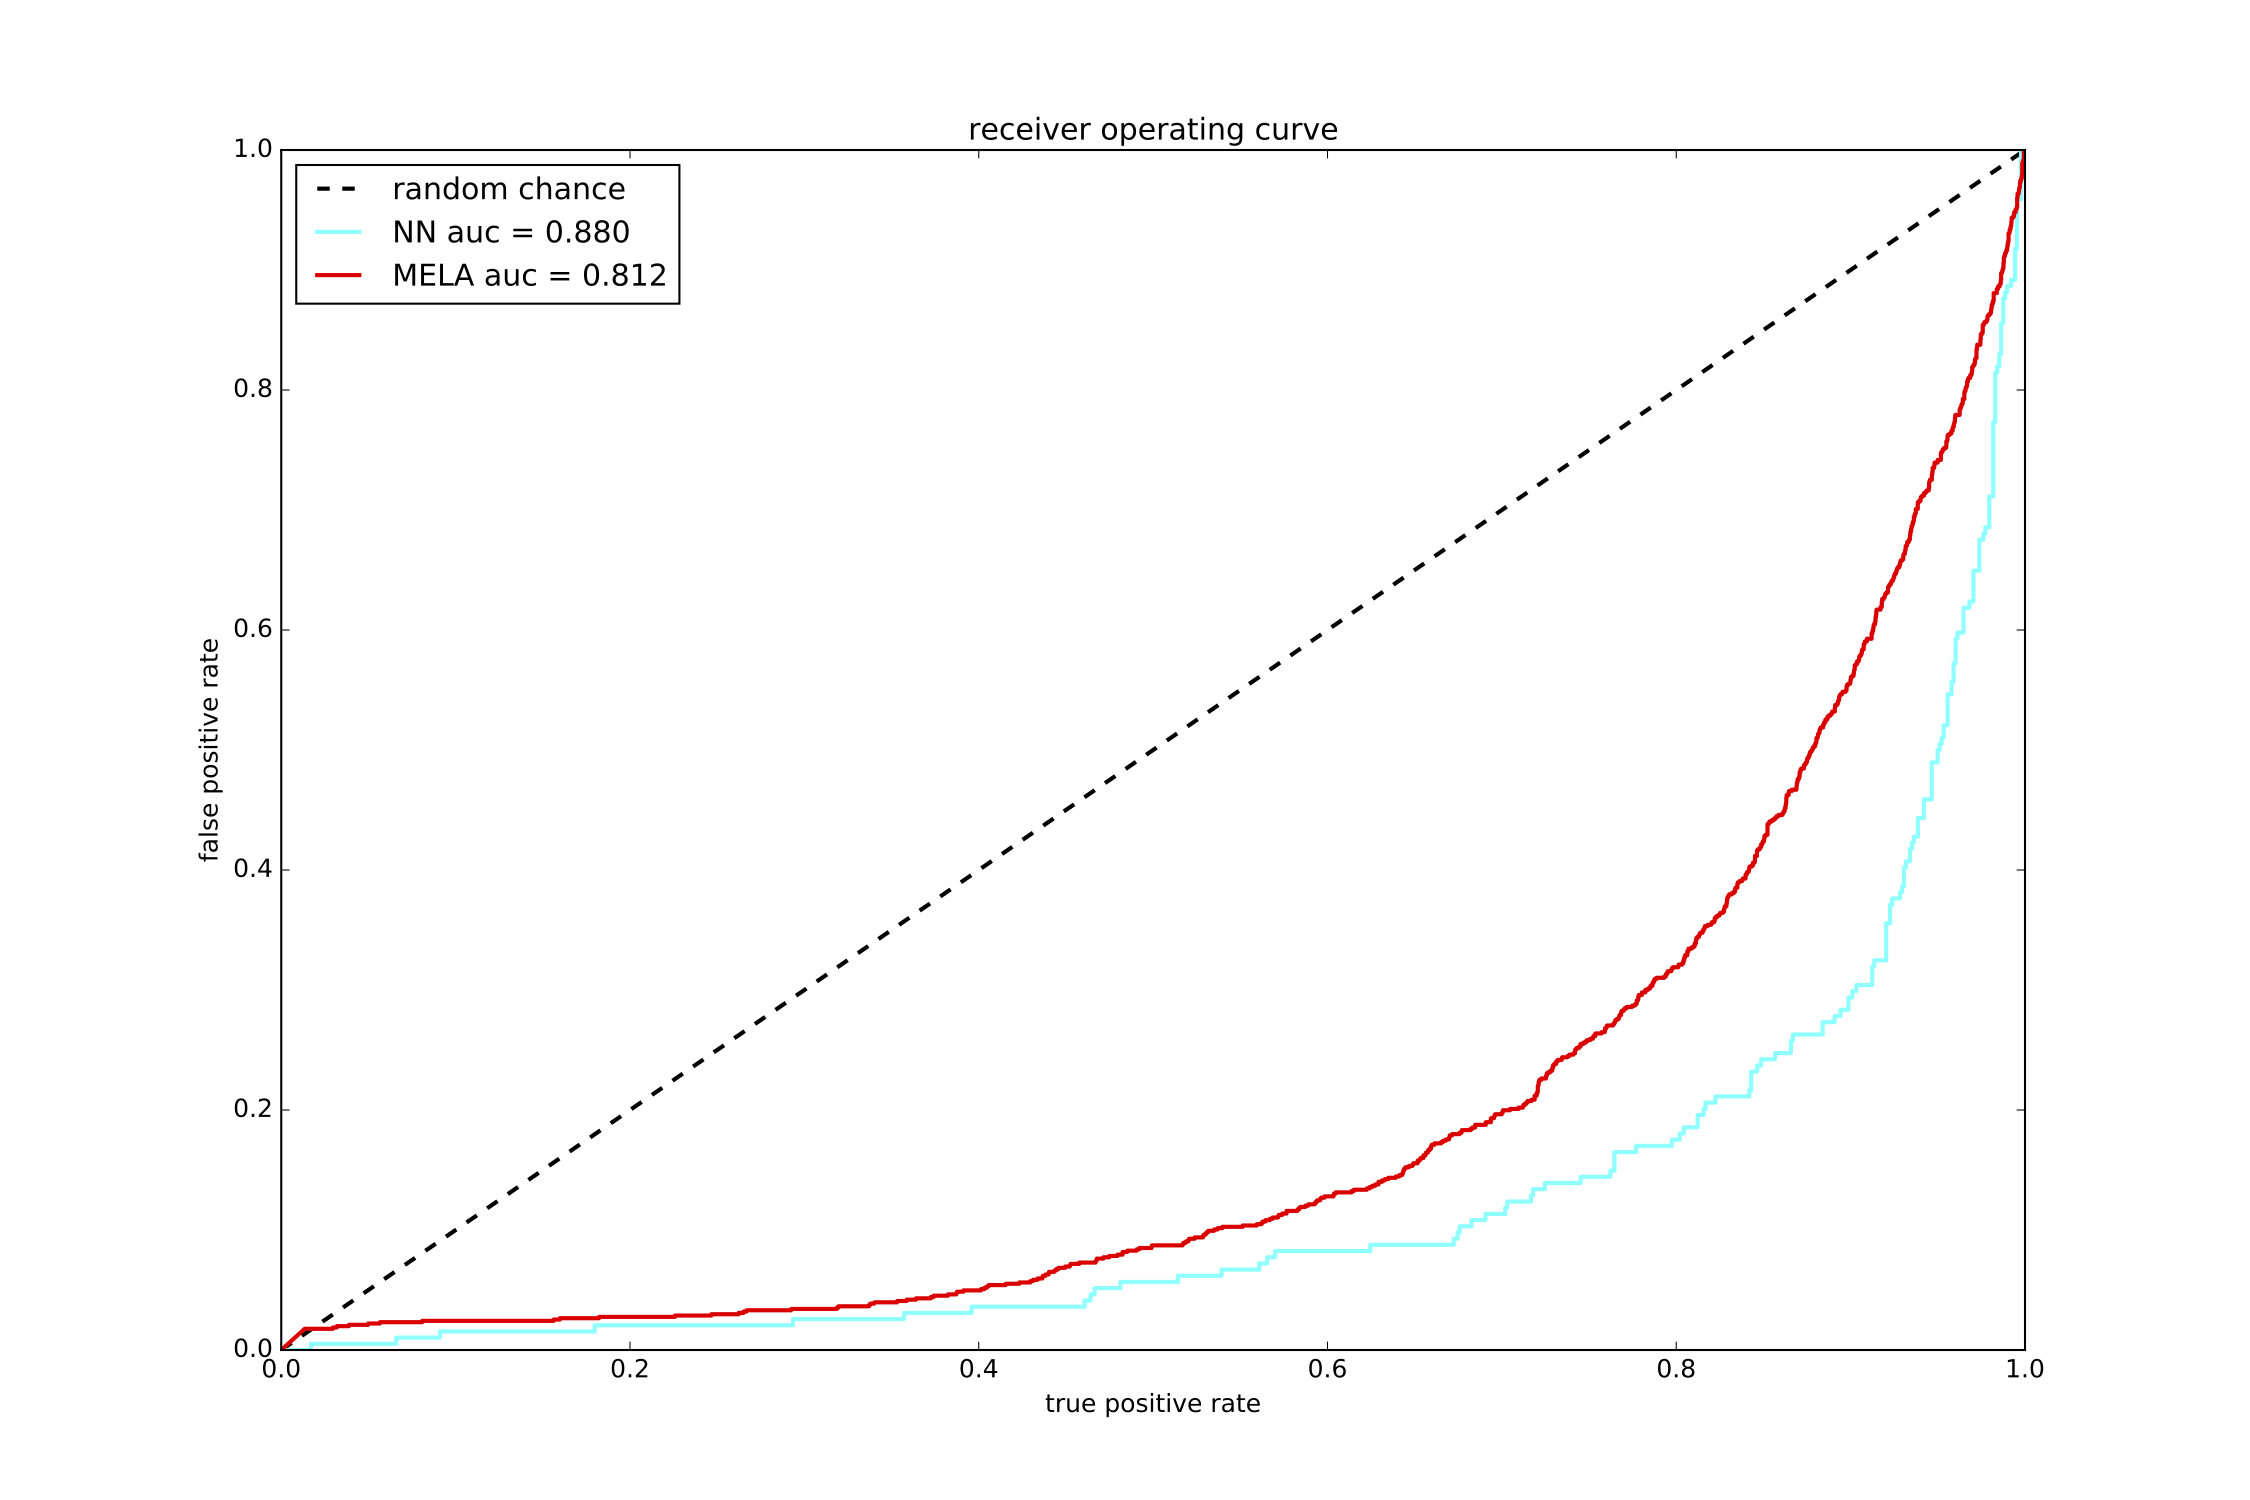 receiver operating curve
random chance
NN auc = 0.880
MELA auc = 0.812
1.0
0.8
0.6
0.4
0.2
0.0
false positive rate
0.0 0.2 0.4 0.6 0.8 1.0
true positive rate